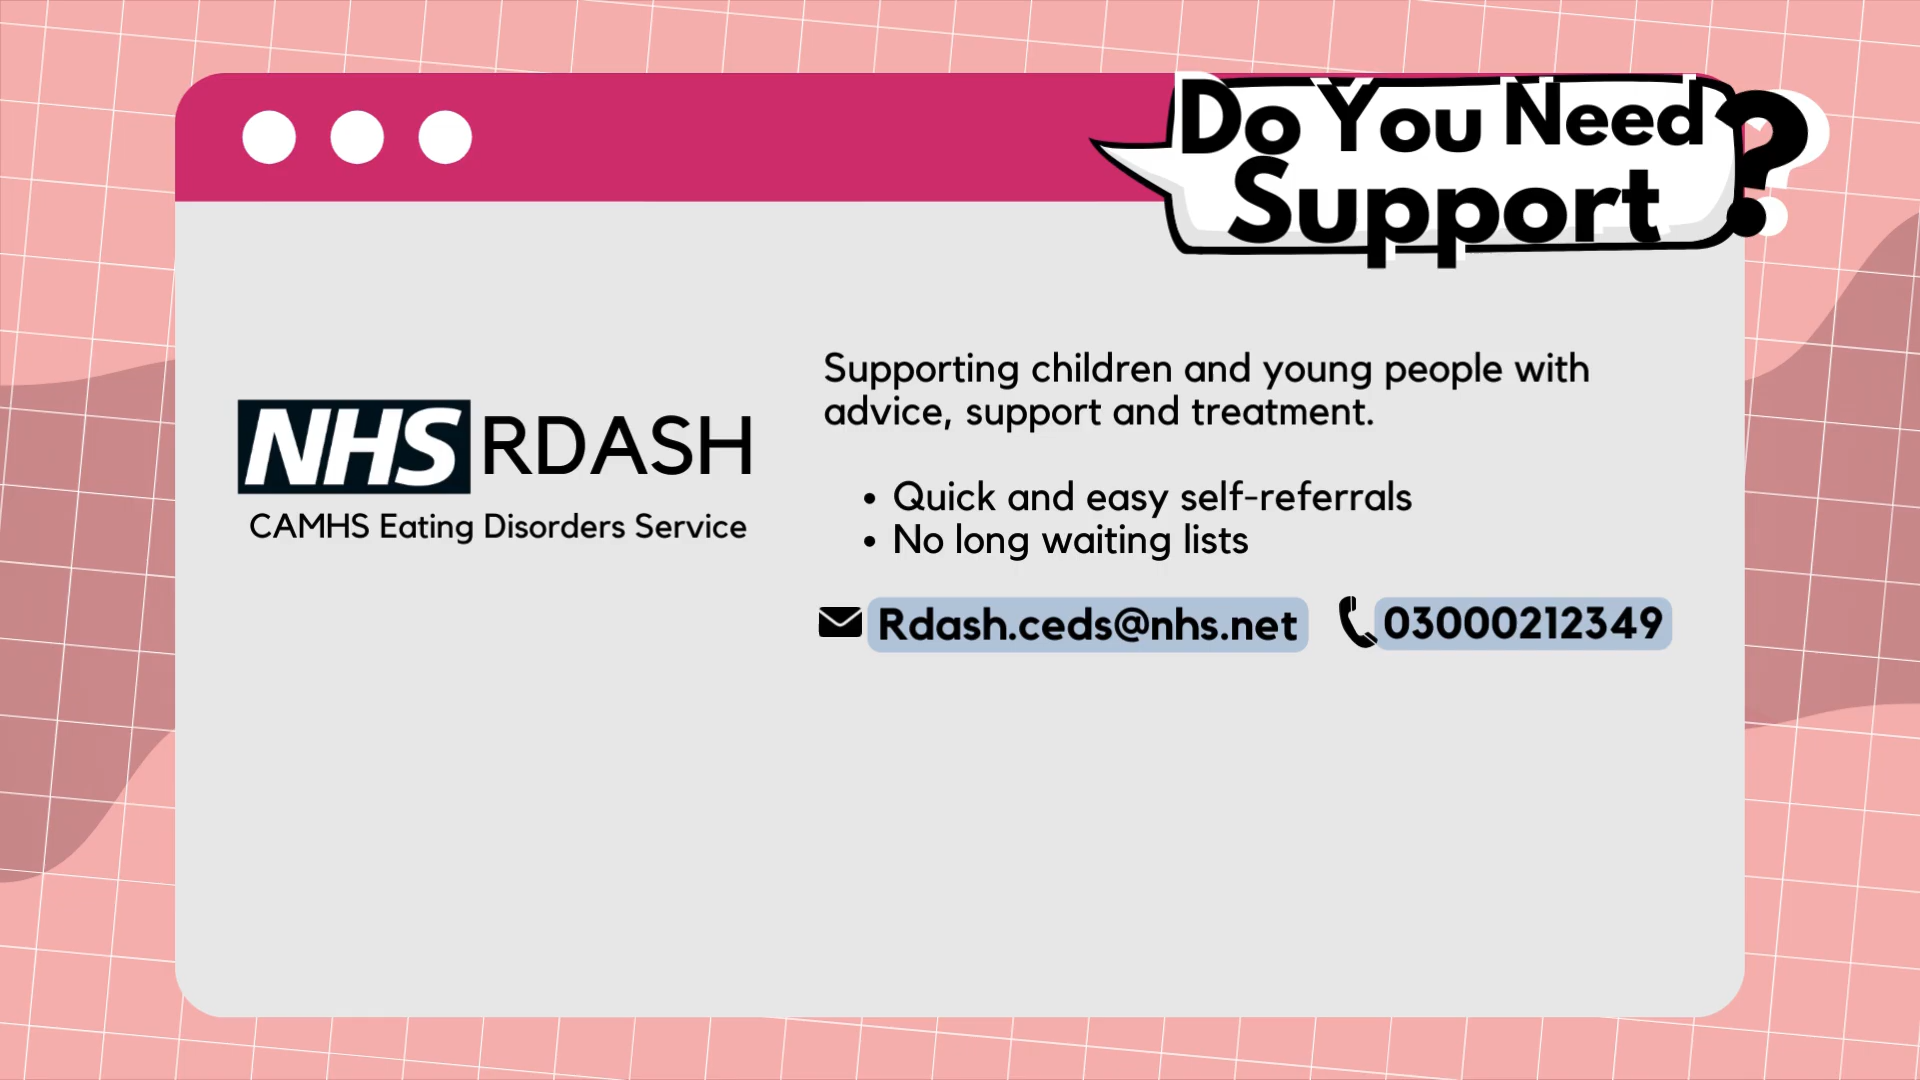 Do You Need
Support?
NHS RDASH
CAMHS Eating Disorders Service
Supporting children and young people with
advice, support and treatment.
• Quick and easy self-referrals
• No long waiting lists
Rdash.ceds@nhs.net
03000212349